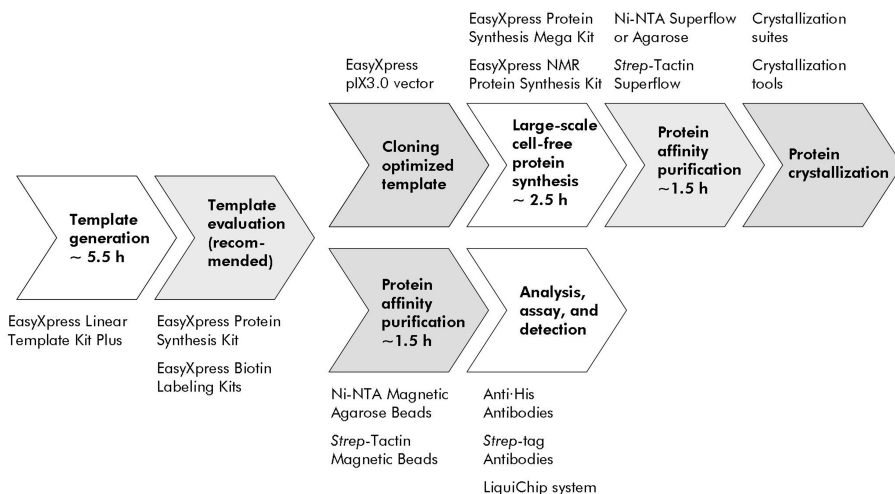 EasyXpress Protein
Synthesis Mega Kit
EasyXpress NMR
Protein Synthesis Kit
Ni-NTA Superflow
or Agarose
Strep-Tactin
Superflow
Crystallization
suites
Crystallization
tools
EasyXpress
pIX3.0 vector
Cloning
optimized
template
Large-scale
cell-free
protein
synthesis
~ 2.5 h
Protein
affinity
purification
~1.5 h
Protein
crystallization
Template
generation
~ 5.5 h
Template
evaluation
(recom-
mended)
EasyXpress Linear
Template Kit Plus
EasyXpress Protein
Synthesis Kit
EasyXpress Biotin
Labeling Kits
Protein
affinity
purification
~1.5 h
Analysis,
assay, and
detection
Ni-NTA Magnetic
Agarose Beads
Strep-Tactin
Magnetic Beads
Anti·His
Antibodies
Strep-tag
Antibodies
LiquiChip system